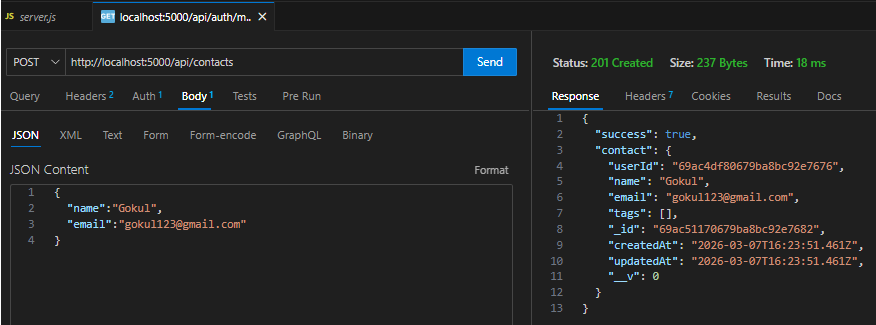 JS server.js GET localhost:5000/api/auth/m... ×
POST http://localhost:5000/api/contacts Send
Query Headers 2 Auth 1 Body 1 Tests Pre Run
JSON XML Text Form Form-encode GraphQL Binary
JSON Content Format
1 {
2 "name":"Gokul",
3 "email":"gokul123@gmail.com"
4 }
Status: 201 Created Size: 237 Bytes Time: 18 ms
Response Headers 7 Cookies Results Docs
1 {
2 "success": true,
3 "contact": {
4 "userId": "69ac4df80679ba8bc92e7676",
5 "name": "Gokul",
6 "email": "gokul123@gmail.com",
7 "tags": [],
8 "_id": "69ac51170679ba8bc92e7682",
9 "createdAt": "2026-03-07T16:23:51.461Z",
10 "updatedAt": "2026-03-07T16:23:51.461Z",
11 "__v": 0
12 }
13 }